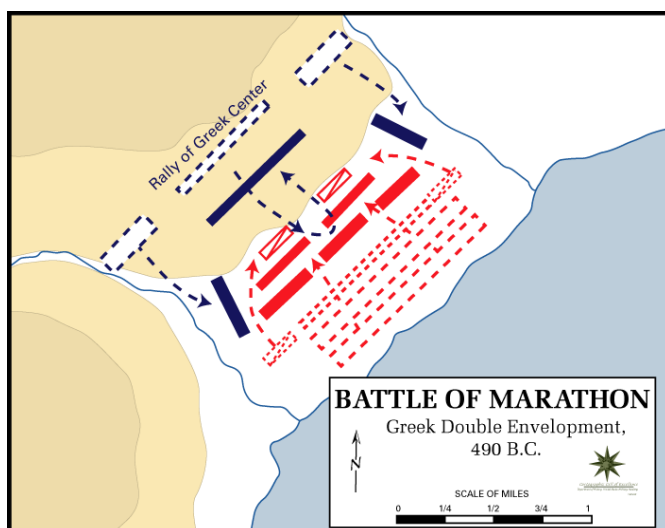 Rally of Greek Center
BATTLE OF MARATHON
Greek Double Envelopment,
490 B.C.
N
SCALE OF MILES
0 1/4 1/2 3/4 1